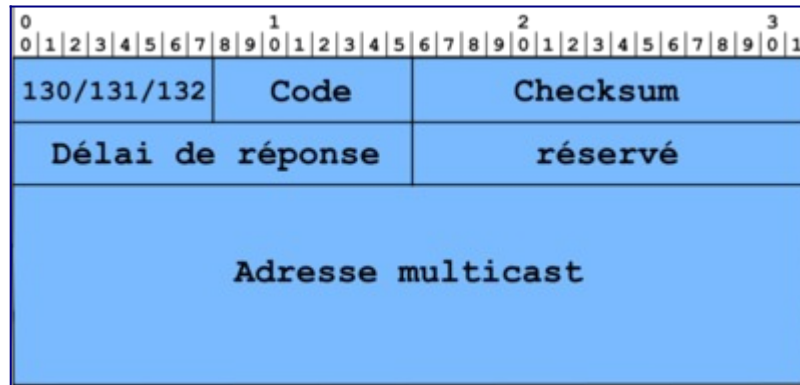 0 1 2 3
0 1 2 3 4 5 6 7 8 9 0 1 2 3 4 5 6 7 8 9 0 1 2 3 4 5 6 7 8 9 0 1
130/131/132 Code Checksum
Délai de réponse réservé
Adresse multicast